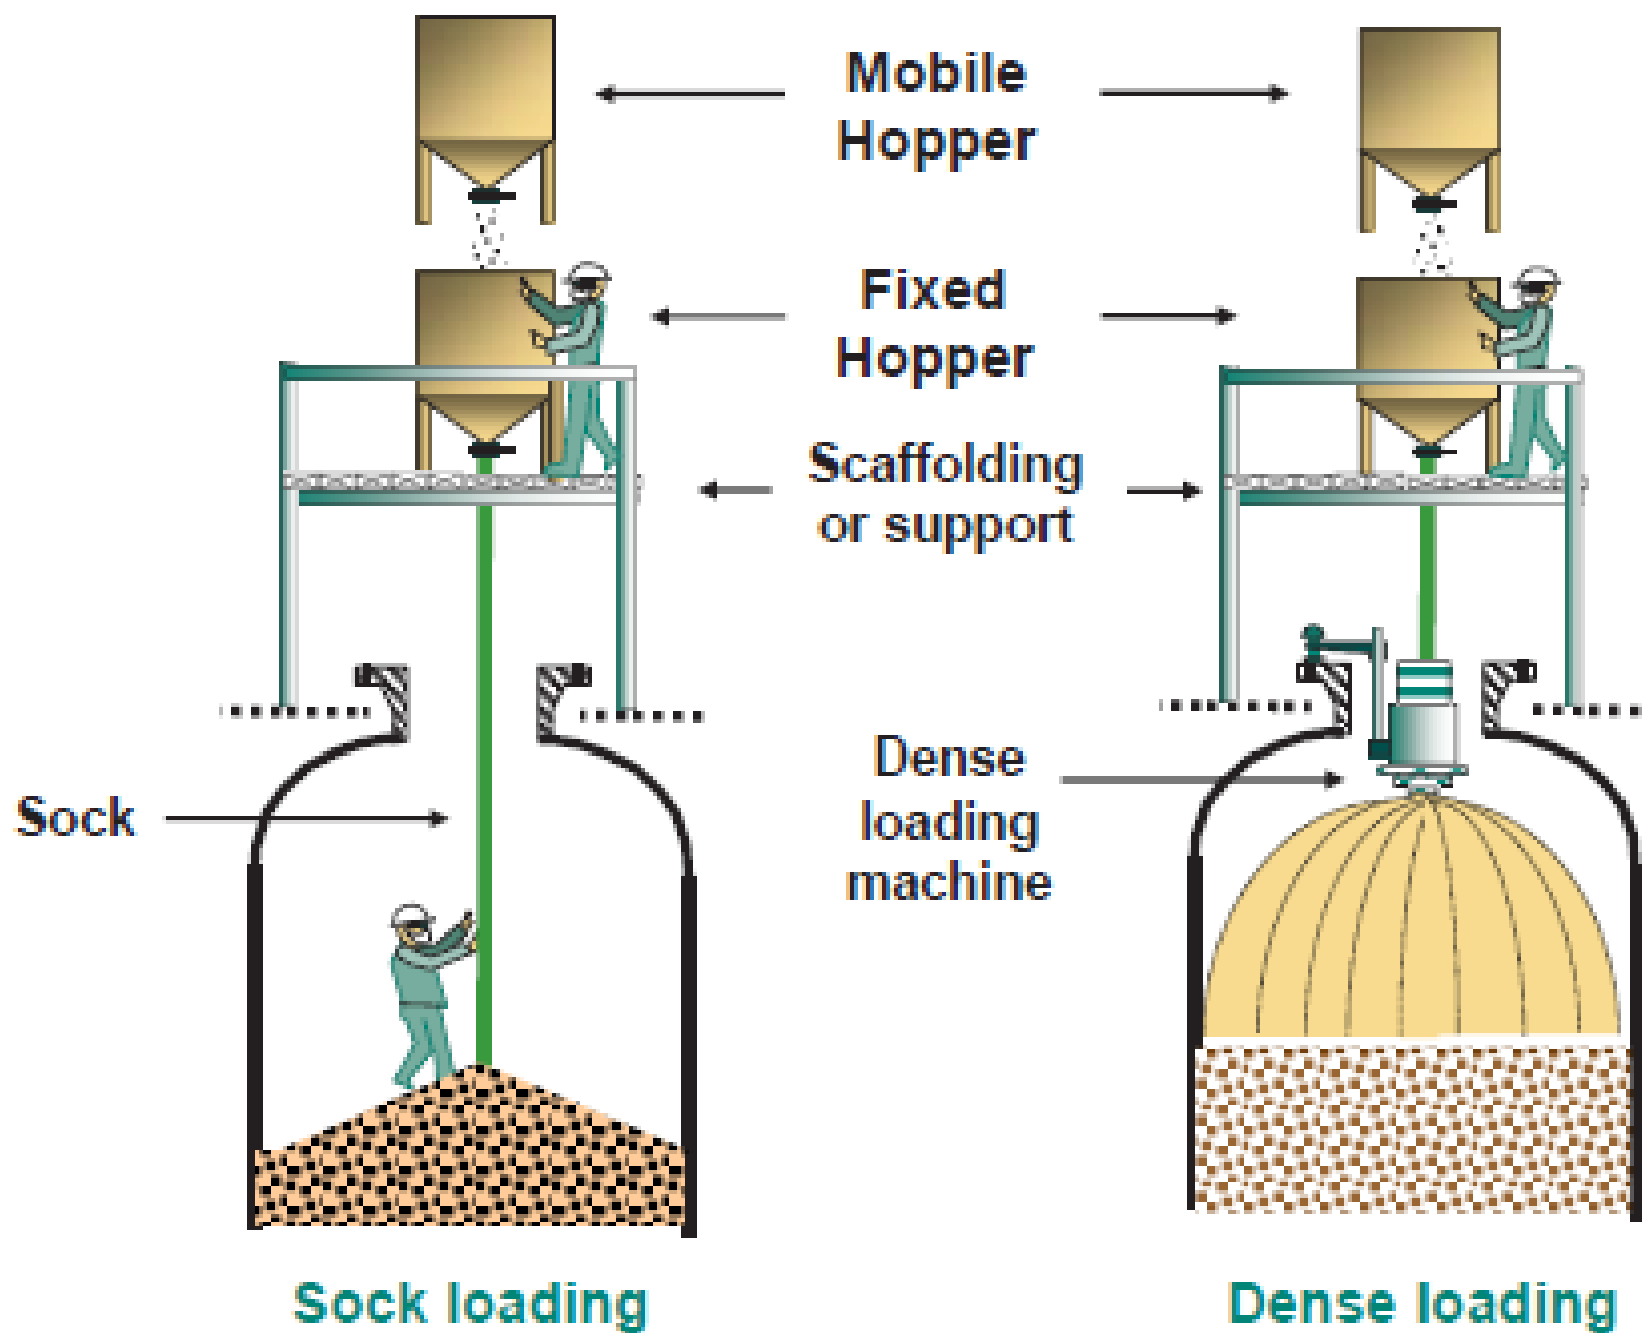 Mobile
Hopper
Fixed
Hopper
Scaffolding
or support
Dense
loading
machine
Sock
Sock loading
Dense loading